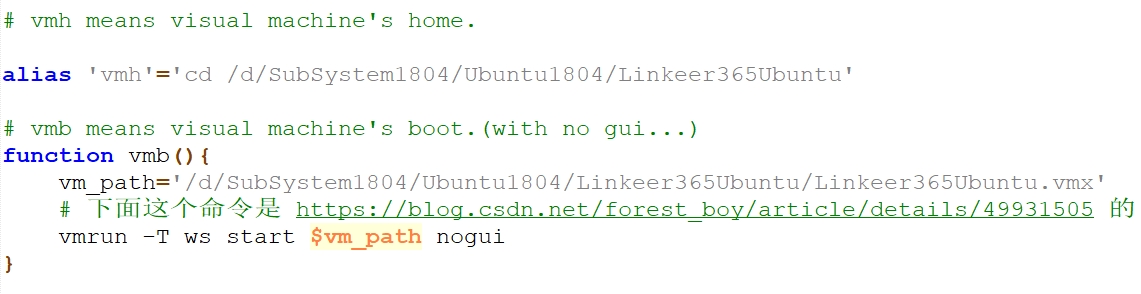 # vmh means visual machine's home.
alias 'vmh'='cd /d/SubSystem1804/Ubuntu1804/Linkeer365Ubuntu'
# vmb means visual machine's boot.(with no gui...)
function vmb(){
    vm_path='/d/SubSystem1804/Ubuntu1804/Linkeer365Ubuntu/Linkeer365Ubuntu.vmx'
    # 下面这个命令是 https://blog.csdn.net/forest_boy/article/details/49931505 的
    vmrun -T ws start $vm_path nogui
}